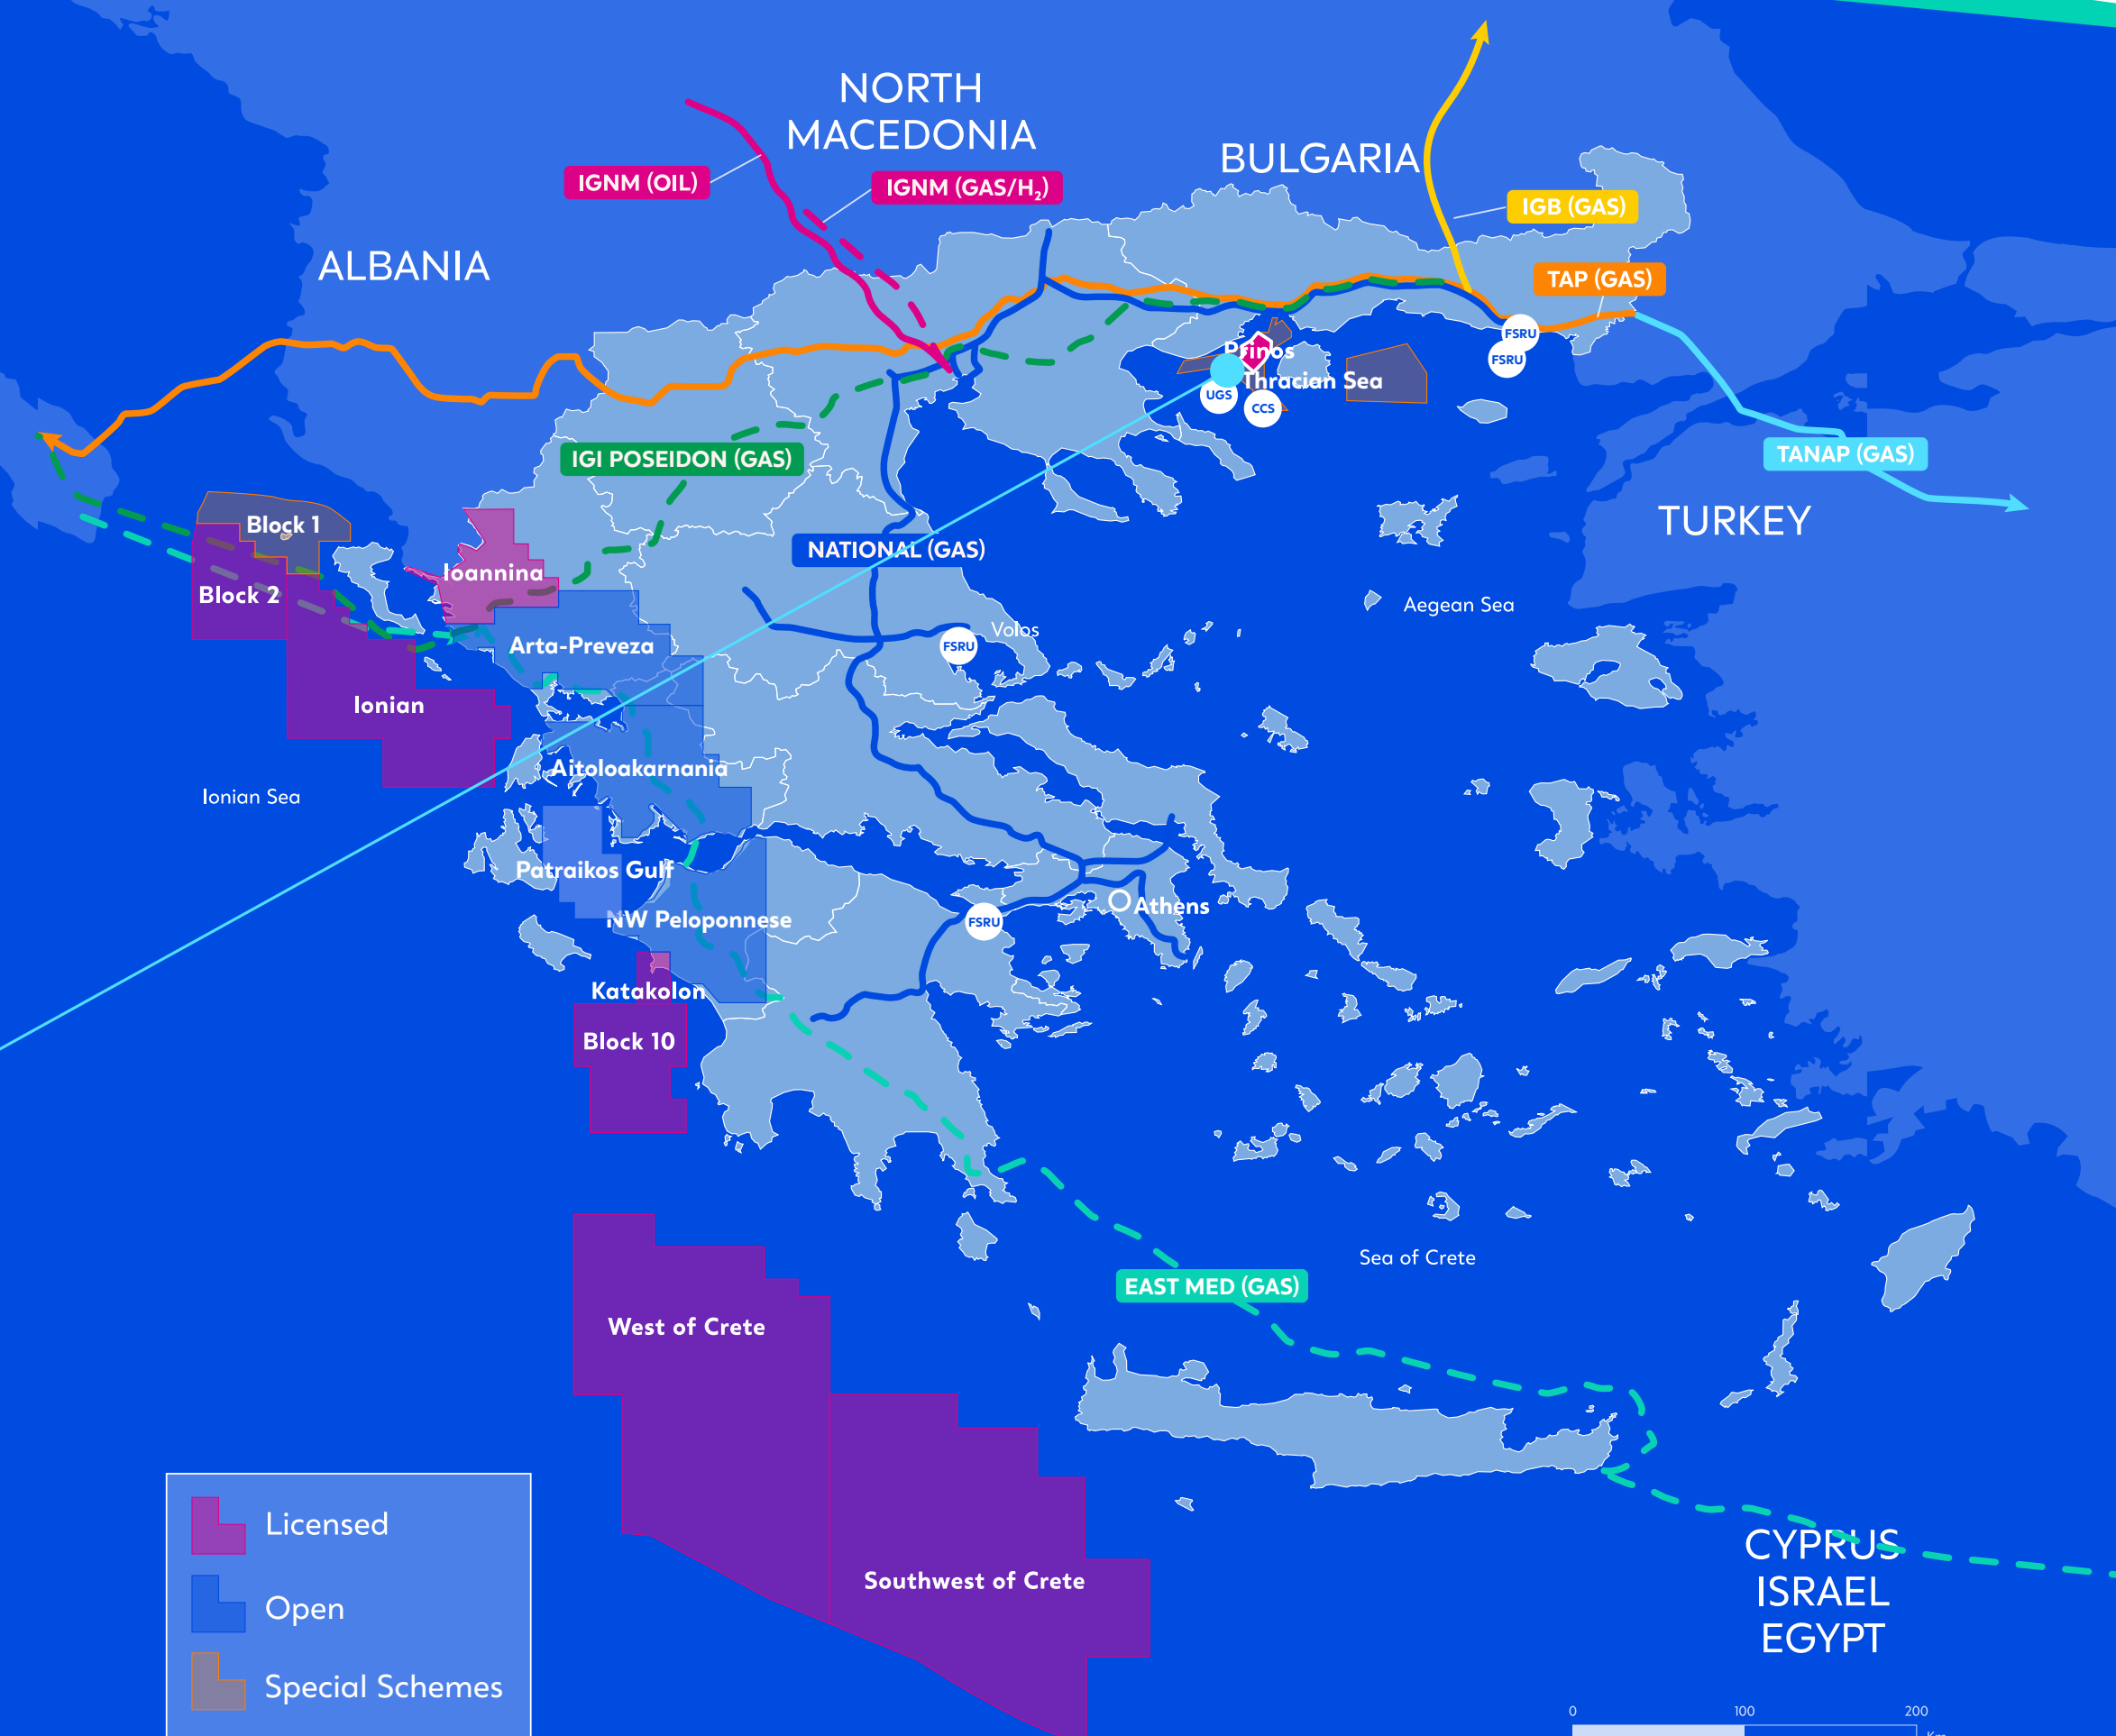 NORTH
MACEDONIA
BULGARIA
IGNM (OIL)
IGNM (GAS/H₂)
IGB (GAS)
ALBANIA
TAP (GAS)
FSRU
FSRU
Prinos
Thracian Sea
UGS
CCS
IGI POSEIDON (GAS)
TANAP (GAS)
TURKEY
Block 1
NATIONAL (GAS)
Ioannina
Block 2
Aegean Sea
Volos
FSRU
Arta-Preveza
Ionian
Aitoloakarnania
Ionian Sea
Patraikos Gulf
Athens
NW Peloponnese
FSRU
Katakolon
Block 10
Sea of Crete
EAST MED (GAS)
West of Crete
Licensed
CYPRUS
ISRAEL
EGYPT
Southwest of Crete
Open
Special Schemes
0 100 200